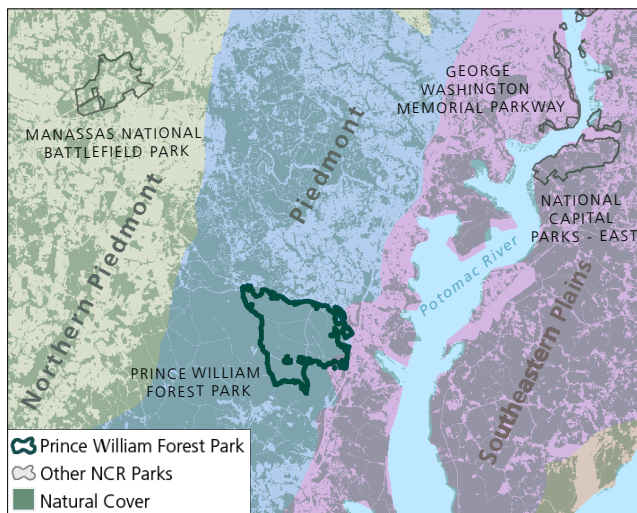 GEORGE
WASHINGTON
MEMORIAL PARKWAY
MANASSAS NATIONAL
BATTLEFIELD PARK
Piedmont
Northern Piedmont
NATIONAL
CAPITAL
PARKS - EAST
Potomac River
Southeastern Plains
PRINCE WILLIAM
FOREST PARK
Prince William Forest Park
Other NCR Parks
Natural Cover